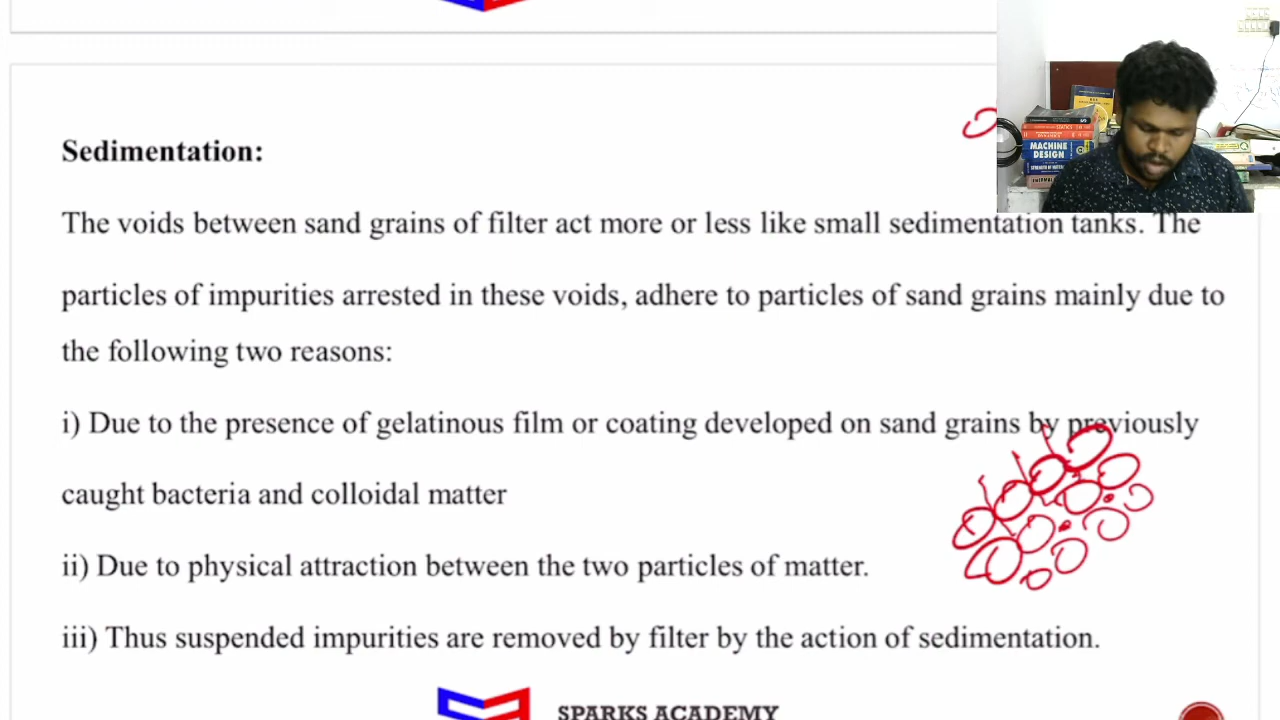 Sedimentation:
The voids between sand grains of filter act more or less like small sedimentation tanks. The
particles of impurities arrested in these voids, adhere to particles of sand grains mainly due to
the following two reasons:
i) Due to the presence of gelatinous film or coating developed on sand grains by previously
caught bacteria and colloidal matter
ii) Due to physical attraction between the two particles of matter.
iii) Thus suspended impurities are removed by filter by the action of sedimentation.
SPARKS ACADEMY
STATICS
MACHINE
DESIGN